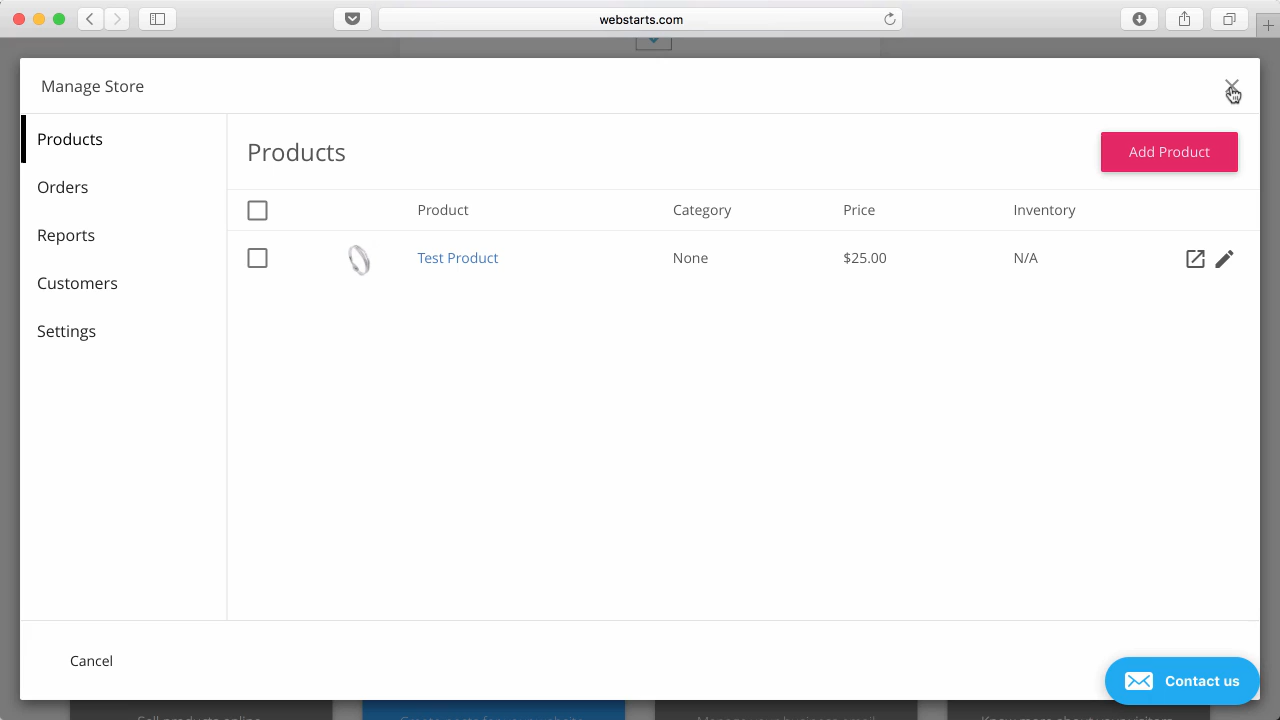 webstarts.com
Manage Store
Products
Orders
Reports
Customers
Settings
Products
Add Product
Product Category Price Inventory
Test Product None $25.00 N/A
Cancel
Contact us